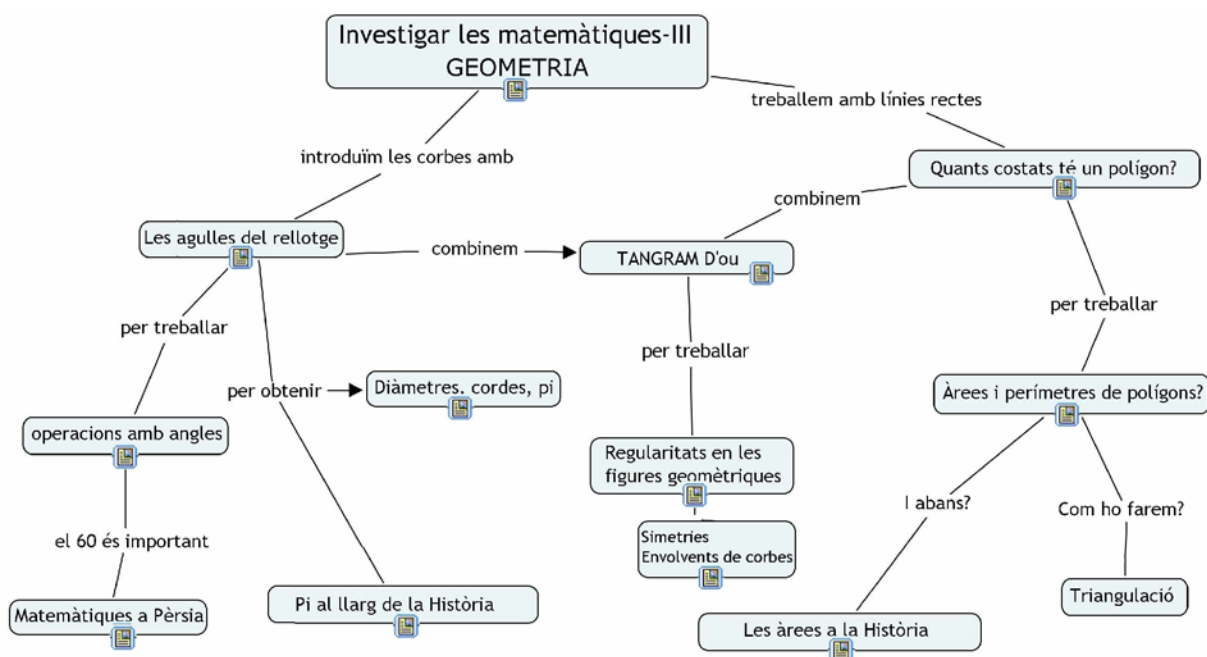 Investigar les matemàtiques-III
GEOMETRIA
treballem amb línies rectes
introduïm les corbes amb
Quants costats té un polígon?
combinem
Les agulles del rellotge
combinem
TANGRAM D'ou
per treballar
per treballar
per treballar
per obtenir
Diàmetres. cordes, pi
Àrees i perímetres de polígons?
operacions amb angles
Regularitats en les
figures geomètriques
I abans?
Com ho farem?
el 60 és important
Simetries
Envolvents de corbes
Matemàtiques a Pèrsia
Pi al llarg de la Història
Triangulació
Les àrees a la Història